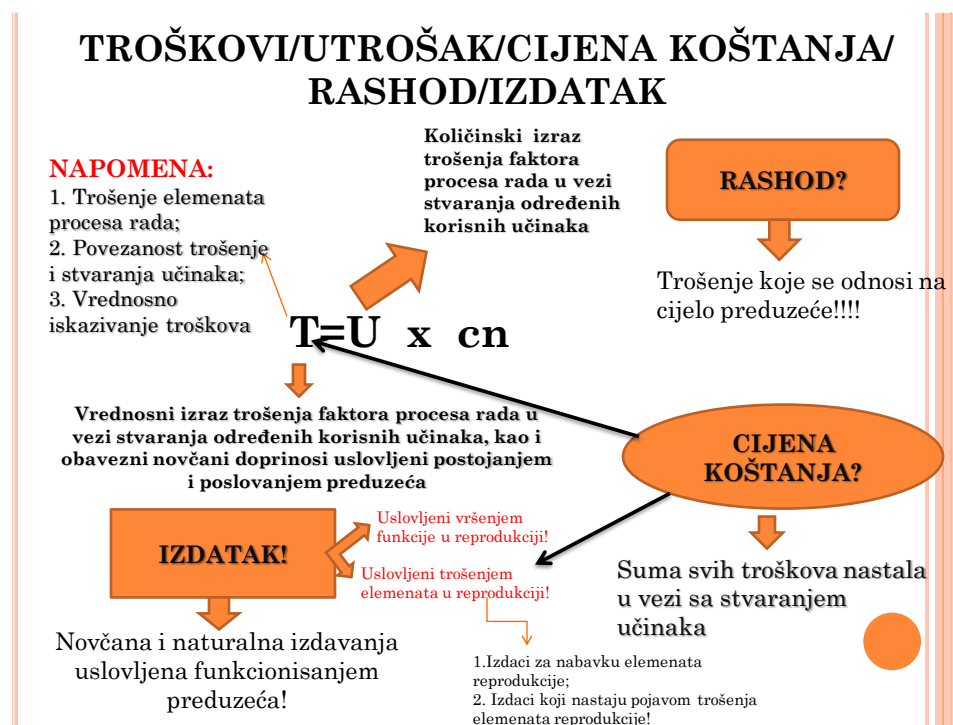 TROŠKOVI/UTROŠAK/CIJENA KOŠTANJA/
RASHOD/IZDATAK
NAPOMENA:
1. Trošenje elemenata
procesa rada;
2. Povezanost trošenje
i stvaranja učinaka;
3. Vrednosno
iskazivanje troškova
Količinski izraz
trošenja faktora
procesa rada u vezi
stvaranja određenih
korisnih učinaka
RASHOD?
Trošenje koje se odnosi na
cijelo preduzeće!!!!
T=U x cn
Vrednosni izraz trošenja faktora procesa rada u
vezi stvaranja određenih korisnih učinaka, kao i
obavezni novčani doprinosi uslovljeni postojanjem
i poslovanjem preduzeća
CIJENA
KOŠTANJA?
Suma svih troškova nastala
u vezi sa stvaranjem
učinaka
IZDATAK!
Uslovljeni vršenjem
funkcije u reprodukciji!
Uslovljeni trošenjem
elemenata u reprodukciji!
Novčana i naturalna izdavanja
uslovljena funkcionisanjem
preduzeća!
1.Izdaci za nabavku elemenata
reprodukcije;
2. Izdaci koji nastaju pojavom trošenja
elemenata reprodukcije!